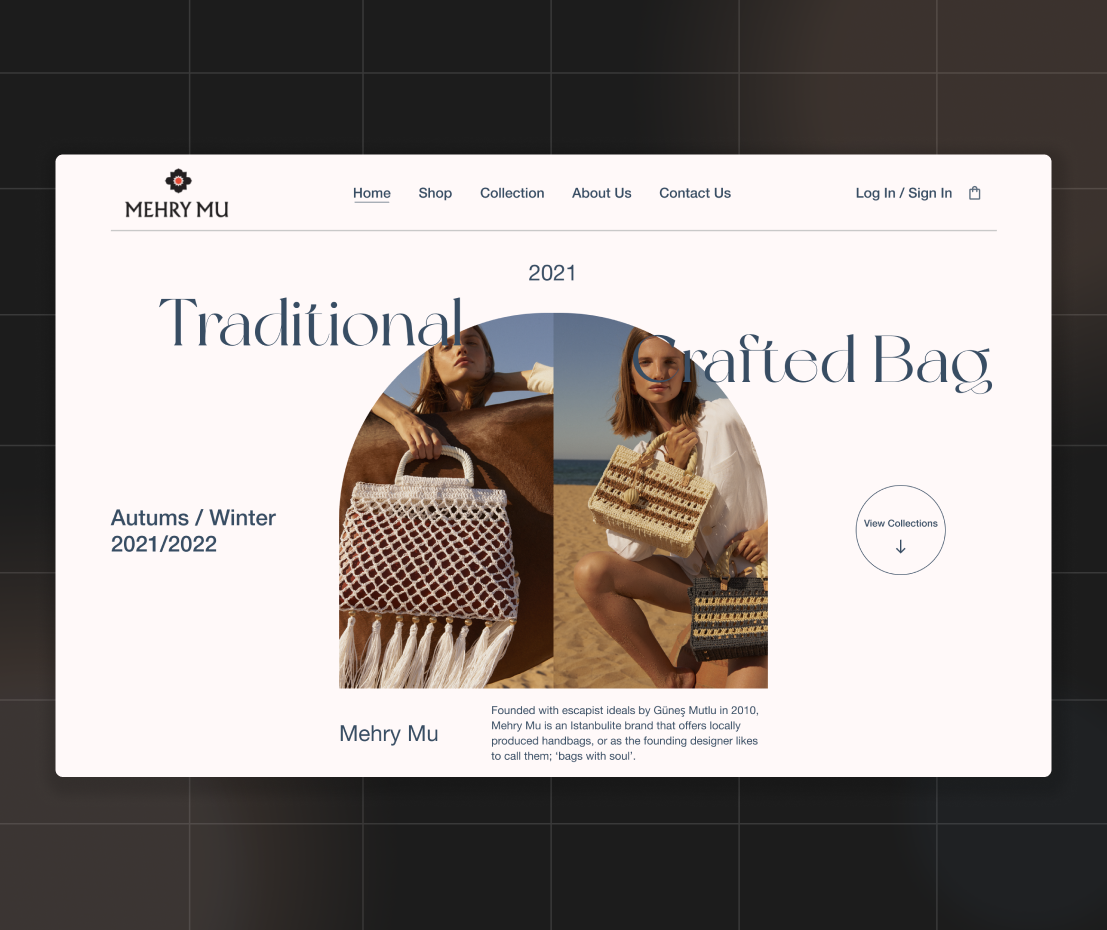 MEHRY MU
Home Shop Collection About Us Contact Us
Log In / Sign In
2021
Traditional
Crafted Bag
Autums / Winter
2021/2022
View Collections
Mehry Mu
Founded with escapist ideals by Güneş Mutlu in 2010,
Mehry Mu is an Istanbulite brand that offers locally
produced handbags, or as the founding designer likes
to call them; ‘bags with soul’.